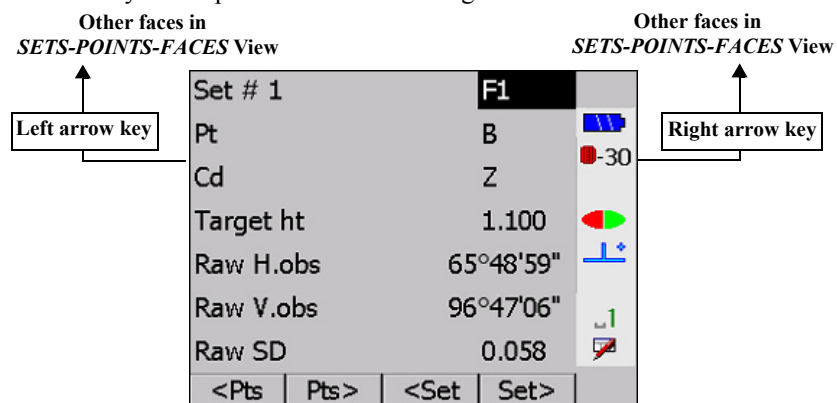 Other faces in
SETS-POINTS-FACES View
Other faces in
SETS-POINTS-FACES View
Left arrow key
Right arrow key
Set # 1 F1
Pt B
Cd Z
-30
Target ht 1.100
Raw H.obs 65°48'59"
Raw V.obs 96°47'06"
1
Raw SD 0.058
<Pts Pts> <Set Set>